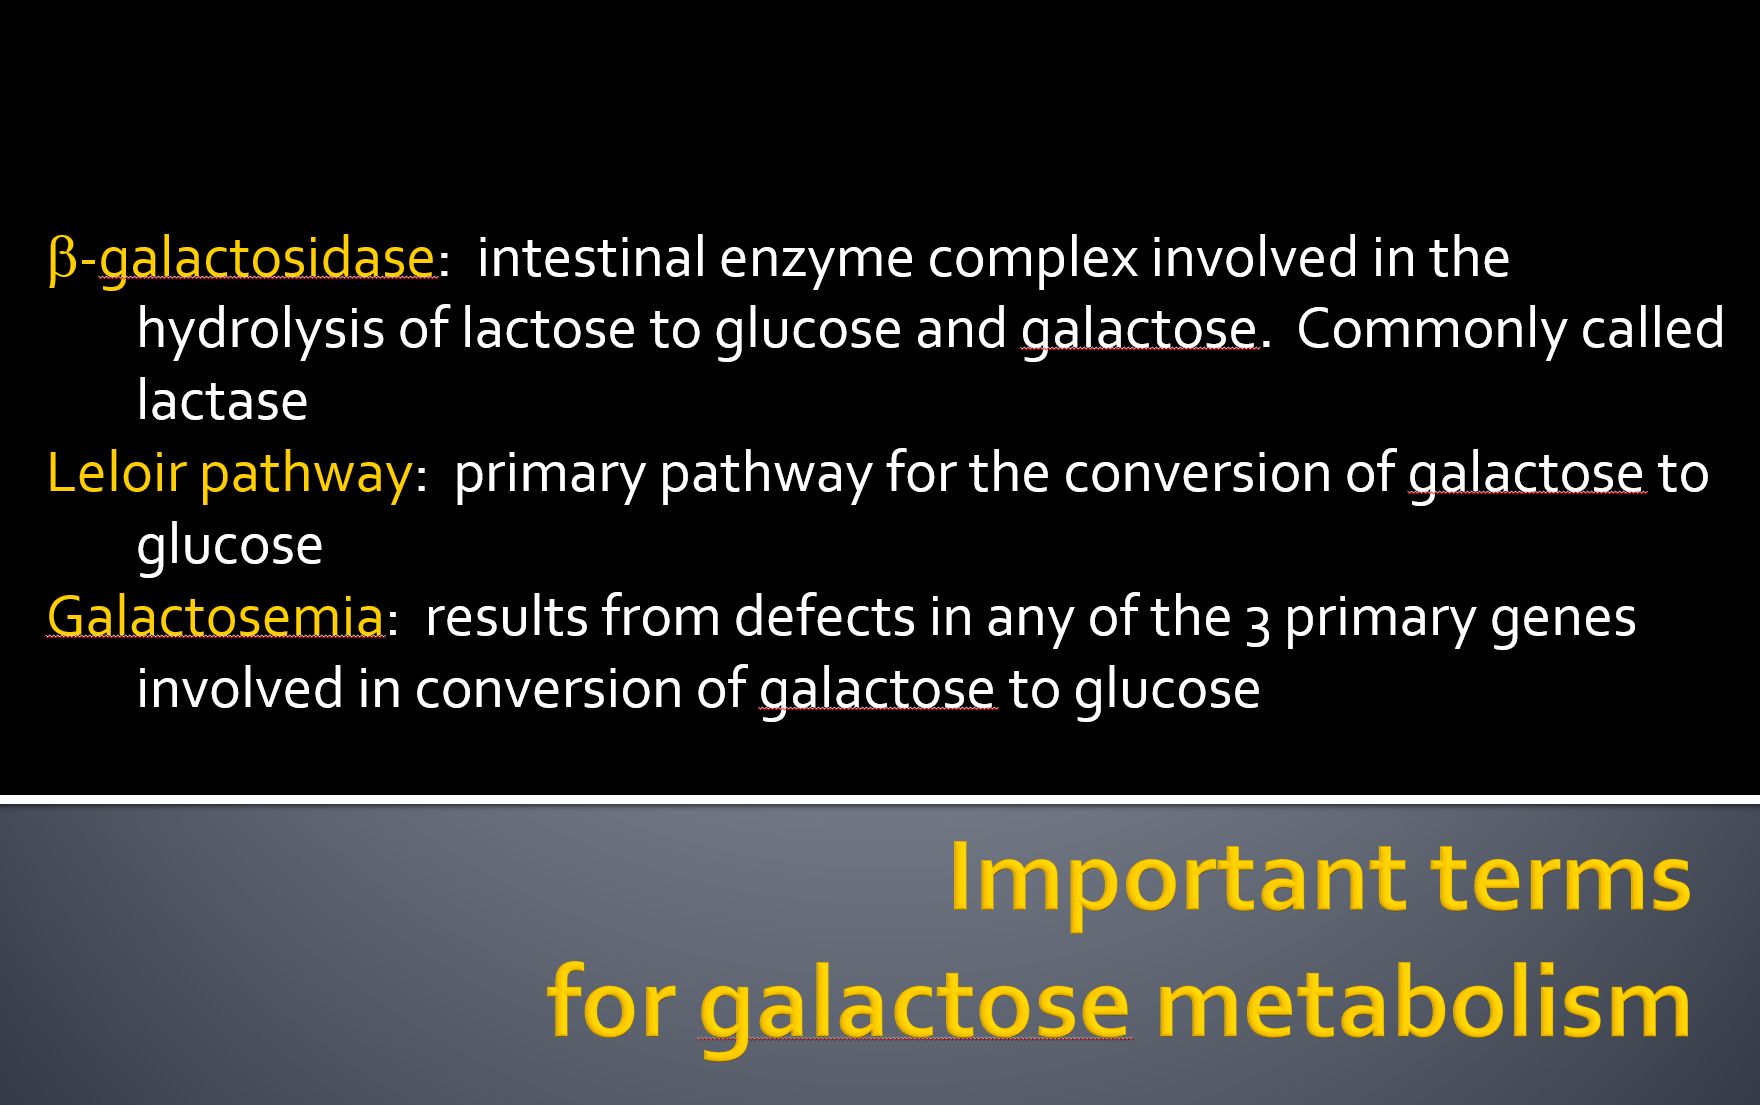 β-galactosidase:  intestinal enzyme complex involved in the
hydrolysis of lactose to glucose and galactose.  Commonly called
lactase
Leloir pathway:  primary pathway for the conversion of galactose to
glucose
Galactosemia:  results from defects in any of the 3 primary genes
involved in conversion of galactose to glucose
Important terms
for galactose metabolism